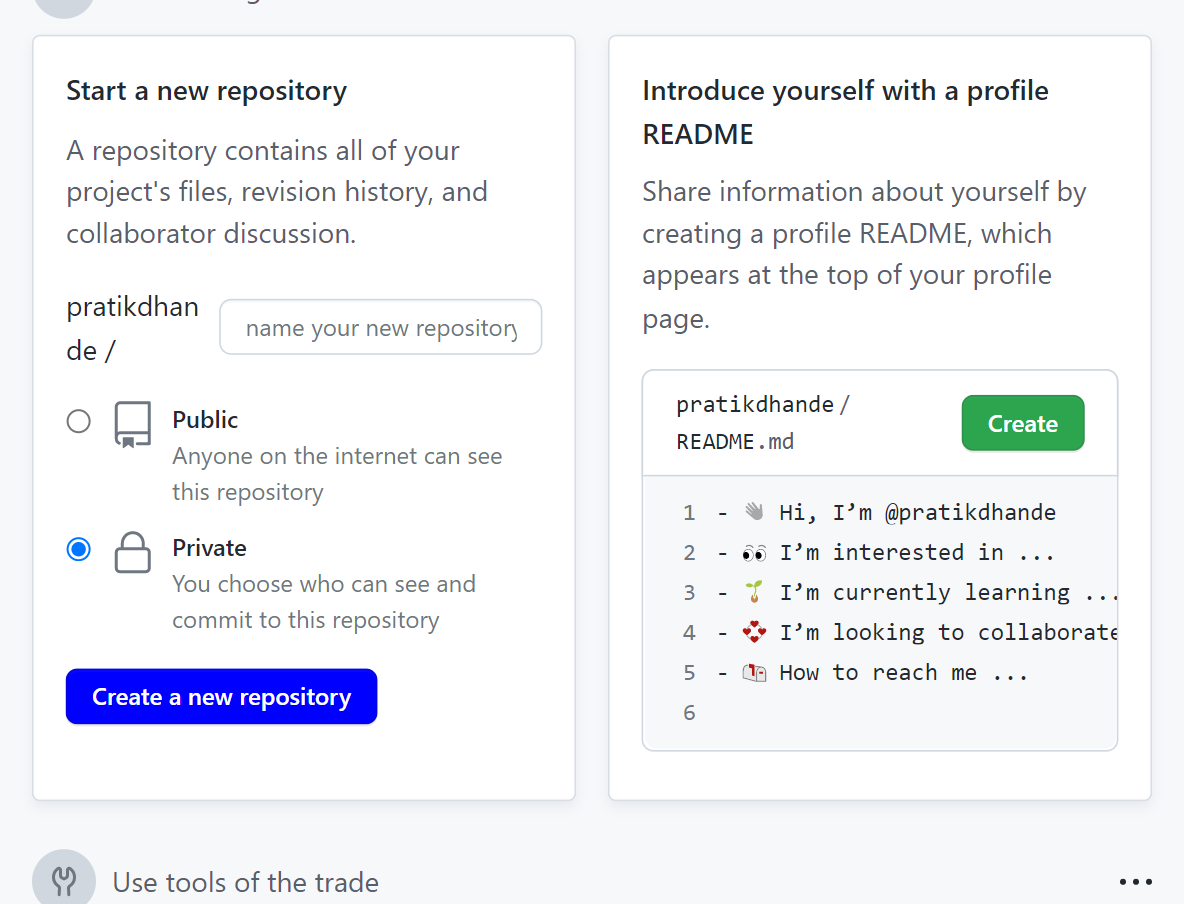 Start a new repository
A repository contains all of your
project's files, revision history, and
collaborator discussion.
pratikdhan
de /
name your new repository
Public
Anyone on the internet can see
this repository
Private
You choose who can see and
commit to this repository
Create a new repository
Introduce yourself with a profile
README
Share information about yourself by
creating a profile README, which
appears at the top of your profile
page.
pratikdhande /
README.md
Create
1 - 👋 Hi, I’m @pratikdhande
2 - 👀 I’m interested in ...
3 - 🌱 I’m currently learning ...
4 - 💞️ I’m looking to collaborate
5 - 📫 How to reach me ...
6
Use tools of the trade